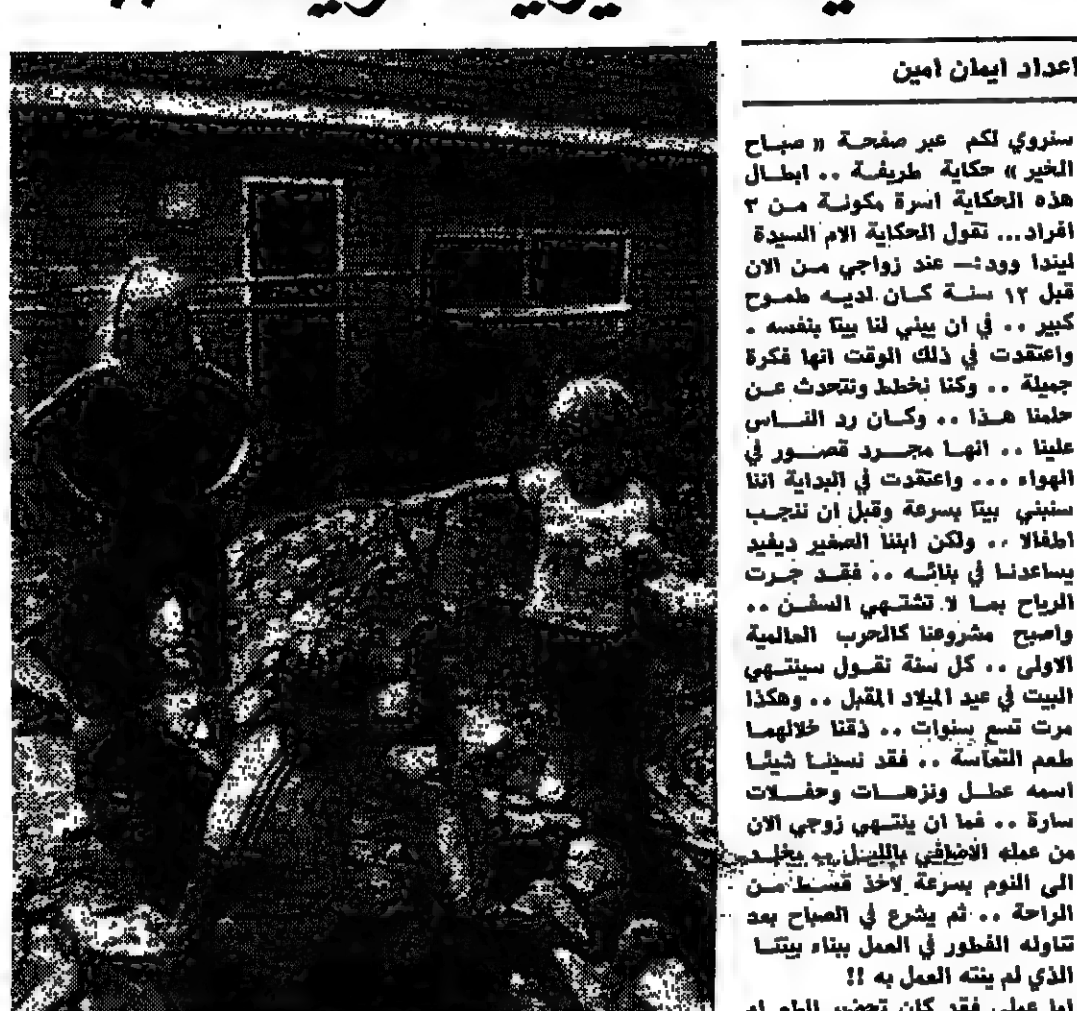 اعداد ايمان امين
سنروي لكم عبر صفحة « صباح
الخير » حكاية طريفة .. ابطال
هذه الحكاية اسرة مكونة من ٣
افراد... تقول الحكاية الام السيدة
ليندا وود :— عند زواجي من الان
قبل ١٢ سنة كان لديه طموح
كبير .. في ان يبني لنا بيتا بنفسه .
واعتقدت في ذلك الوقت انها فكرة
جميلة .. وكنا نخطط ونتحدث عن
حلمنا هذا .. وكان رد الناس
علينا .. انها مجرد قصور في
الهواء ... واعتقدت في البداية اننا
سنبني بيتا بسرعة وقبل ان ننجب
اطفالا .. ولكن ابننا الصغير ديفيد
يساعدنا في بنائه .. فقد جرت
الرياح بما لا تشتهي السفن ..
واصبح مشروعنا كالحرب العالمية
الاولى .. كل سنة نقول سينتهي
البيت في عيد الميلاد المقبل .. وهكذا
مرت تسع سنوات .. ذقنا خلالهما
طعم التعاسة .. فقد نسينا شيئا
اسمه عطل ونزهات وحفلات
سارة .. فما ان ينتهي زوجي الان
من عمله الاضافي بالليل .. يخلد
الى النوم بسرعة لاخذ قسط من
الراحة .. ثم يشرع في الصباح بعد
تناوله الفطور في العمل ببناء بيتنا
الذي لم ينته العمل به !!
اما عملي فقد كان تحضير